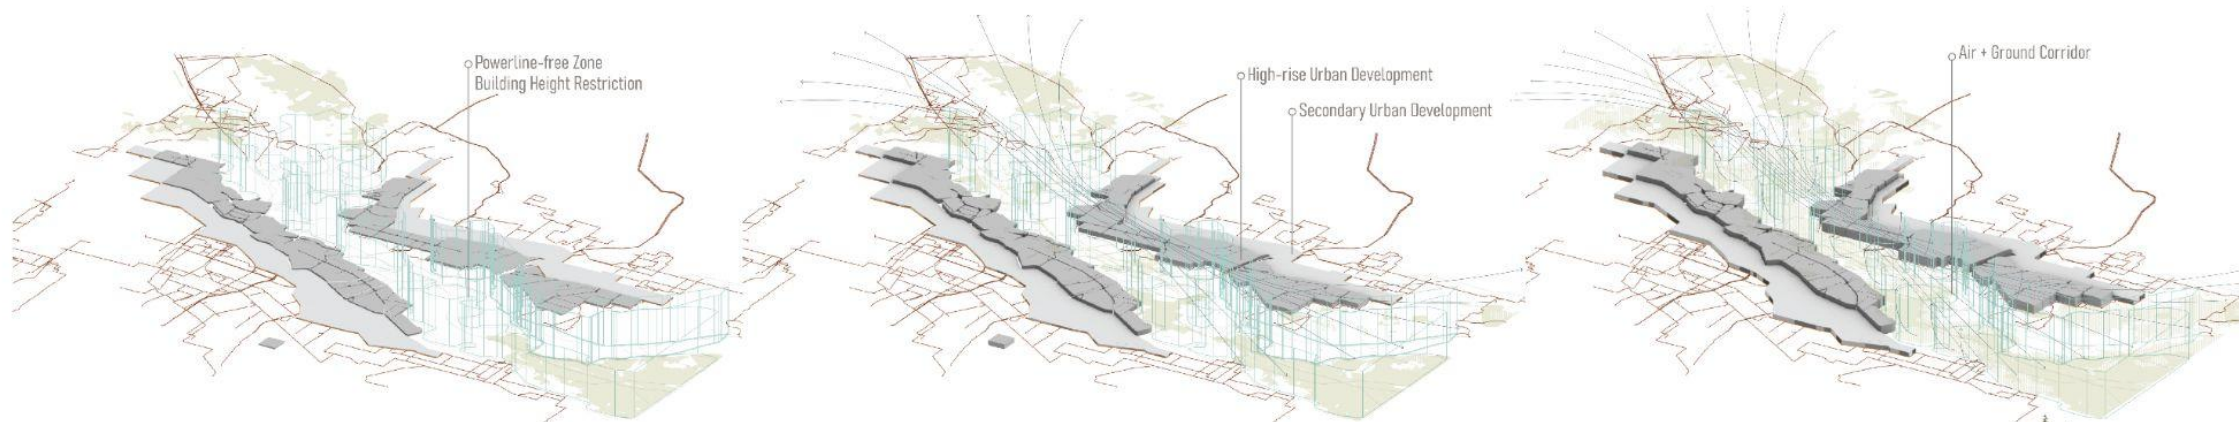 Powerline-free Zone
Building Height Restriction
High-rise Urban Development
Secondary Urban Development
Air + Ground Corridor